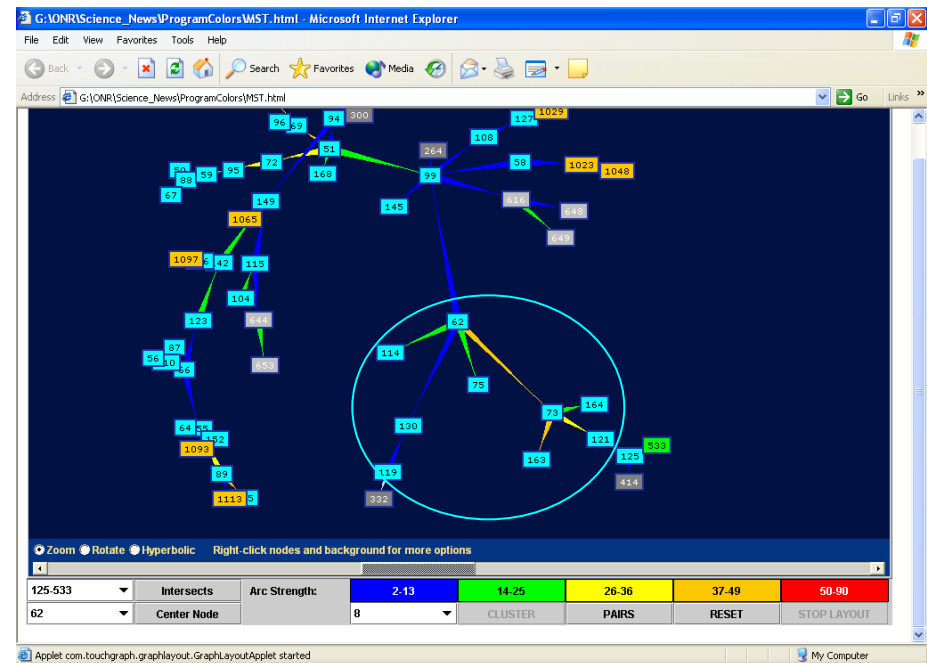 G:\ONR\Science_News\ProgramColors\MST.html - Microsoft Internet Explorer
File Edit View Favorites Tools Help
Back Search Favorites Media
Address G:\ONR\Science_News\ProgramColors\MST.html Go Links »
96 69 94 300 127 1029
51 108
264
72 168 99 58 1023 1048
88 59 95
67 149 145 616 648
1065 649
1097 42 115
104
123 644 62
87 114
56 653
66 75
73 164
64 130 121
152 533
1093 163 125
89 119 414
1113 332
Zoom Rotate Hyperbolic Right-click nodes and background for more options
125-533 Intersects Arc Strength: 2-13 14-25 26-36 37-49 50-90
62 Center Node 8 CLUSTER PAIRS RESET STOP LAYOUT
Applet com.touchgraph.graphlayout.GraphLayoutApplet started My Computer